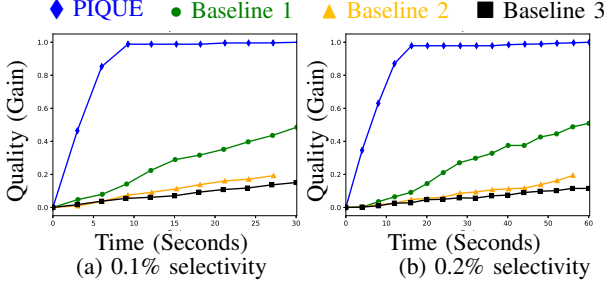 PIQUE Baseline 1 Baseline 2 Baseline 3
1.0 1.0
0.8 0.8
0.6 0.6
0.4 0.4
0.2 0.2
0.0 0.0
Quality (Gain) Quality (Gain)
0 5 10 15 20 25 30 0 10 20 30 40 50 60
Time (Seconds) Time (Seconds)
(a) 0.1% selectivity (b) 0.2% selectivity